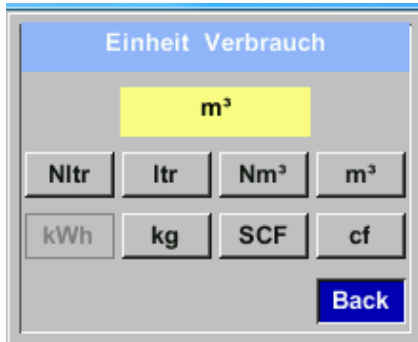 Einheit Verbrauch
m³
Nltr ltr Nm³ m³
kWh kg SCF cf
Back